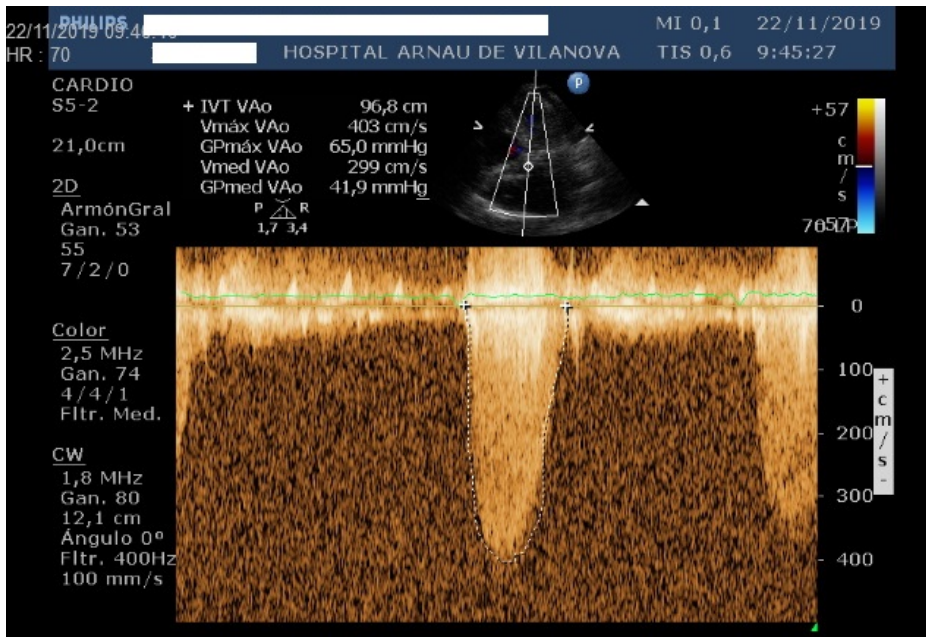 PHILIPS
MI 0,1
22/11/2019
22/11/2019 09:46:18
HR : 70
HOSPITAL ARNAU DE VILANOVA
TIS 0,6
9:45:27
CARDIO
S5-2
21,0cm
2D
ArmónGral
Gan. 53
55
7/2/0
Color
2,5 MHz
Gan. 74
4/4/1
Fltr. Med.
CW
1,8 MHz
Gan. 80
12,1 cm
Ángulo 0º
Fltr. 400Hz
100 mm/s
+ IVT VAo 96,8 cm
Vmáx VAo 403 cm/s
GPmáx VAo 65,0 mmHg
Vmed VAo 299 cm/s
GPmed VAo 41,9 mmHg
P R
1,7 3,4
P
+57
cm/s
0
100
200
300
400
+cm/s-